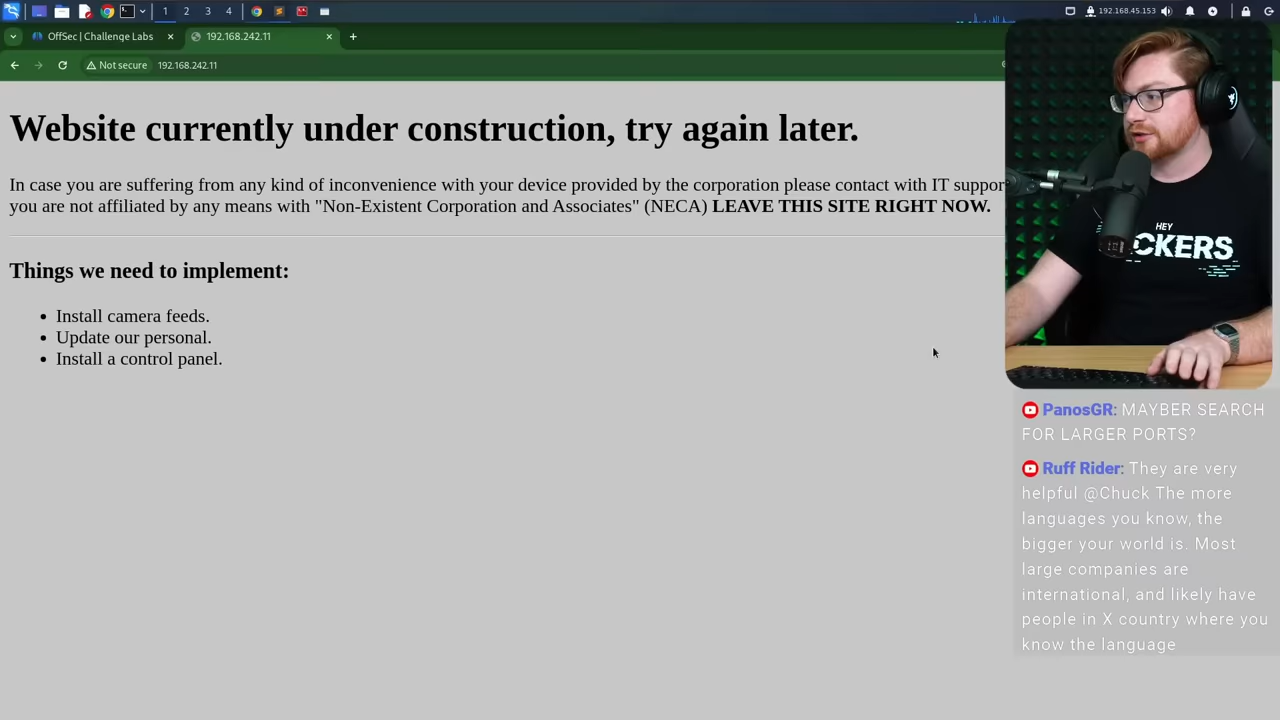 1 2 3 4
192.168.45.153
OffSec | Challenge Labs
192.168.242.11
Not secure
192.168.242.11
Website currently under construction, try again later.
In case you are suffering from any kind of inconvenience with your device provided by the corporation please contact with IT
you are not affiliated by any means with "Non-Existent Corporation and Associates" (NECA) LEAVE THIS SITE RIGHT NOW.
Things we need to implement:
Install camera feeds.
Update our personal.
Install a control panel.
HEY
CKERS
PanosGR: MAYBER SEARCH
FOR LARGER PORTS?
Ruff Rider: They are very
helpful @Chuck The more
languages you know, the
bigger your world is. Most
large companies are
international, and likely have
people in X country where you
know the language